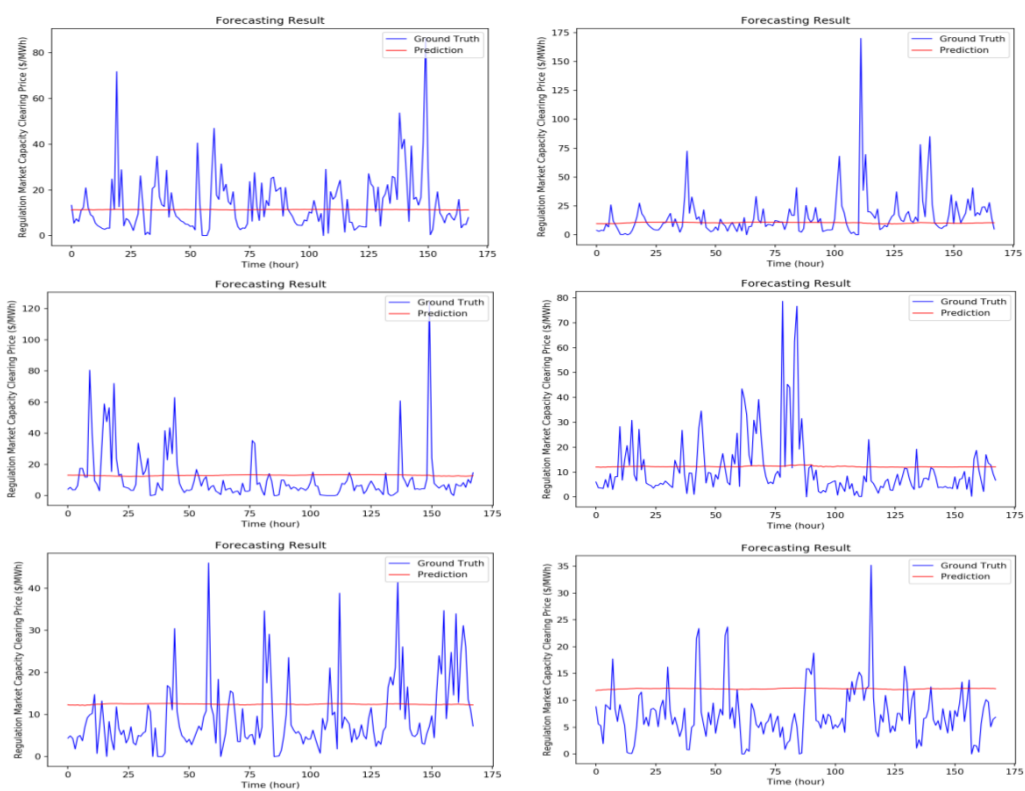 Forecasting Result
Regulation Market Capacity Clearing Price ($/MWh)
80
60
40
20
0
Ground Truth
Prediction
0 25 50 75 100 125 150 175
Time (hour)
Forecasting Result
Regulation Market Capacity Clearing Price ($/MWh)
175
150
125
100
75
50
25
0
Ground Truth
Prediction
0 25 50 75 100 125 150 175
Time (hour)
Forecasting Result
Regulation Market Capacity Clearing Price ($/MWh)
120
100
80
60
40
20
0
Ground Truth
Prediction
0 25 50 75 100 125 150 175
Time (hour)
Forecasting Result
Regulation Market Capacity Clearing Price ($/MWh)
80
70
60
50
40
30
20
10
0
Ground Truth
Prediction
0 25 50 75 100 125 150 175
Time (hour)
Forecasting Result
Regulation Market Capacity Clearing Price ($/MWh)
40
30
20
10
0
Ground Truth
Prediction
0 25 50 75 100 125 150 175
Time (hour)
Forecasting Result
Regulation Market Capacity Clearing Price ($/MWh)
35
30
25
20
15
10
5
0
Ground Truth
Prediction
0 25 50 75 100 125 150 175
Time (hour)